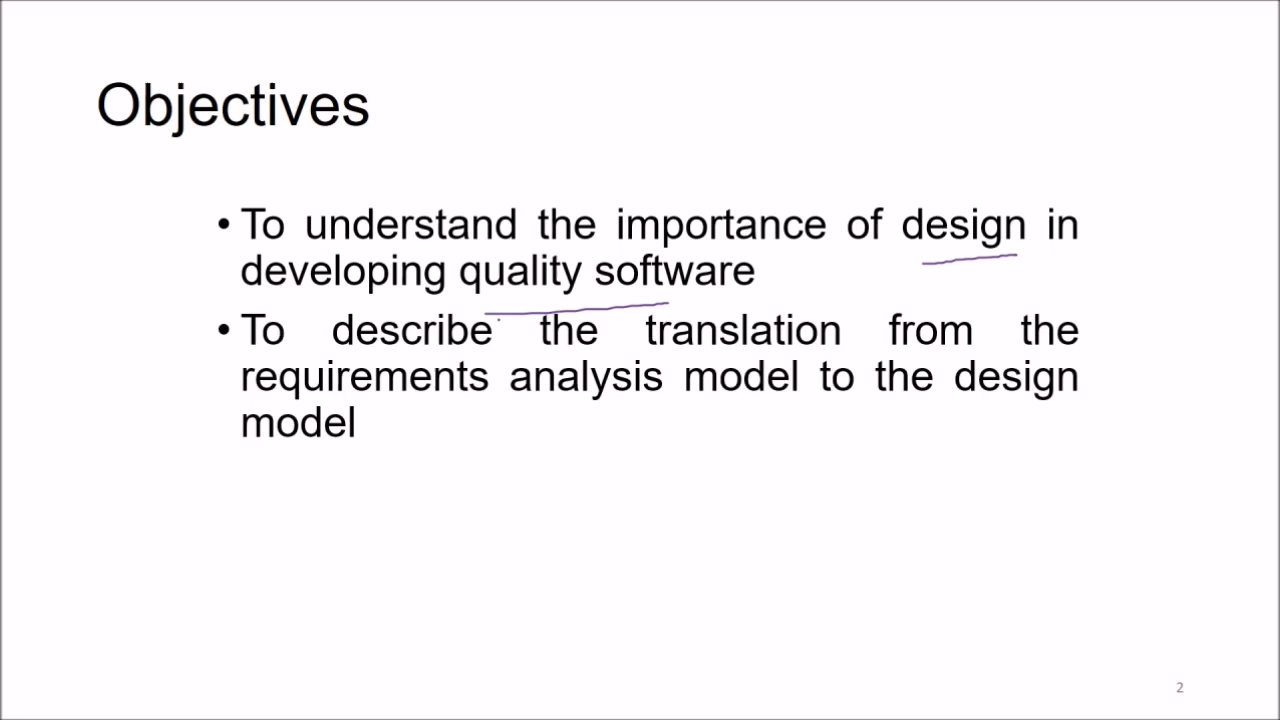 Objectives
• To understand the importance of design in
developing quality software
• To describe the translation from the
requirements analysis model to the design
model
2